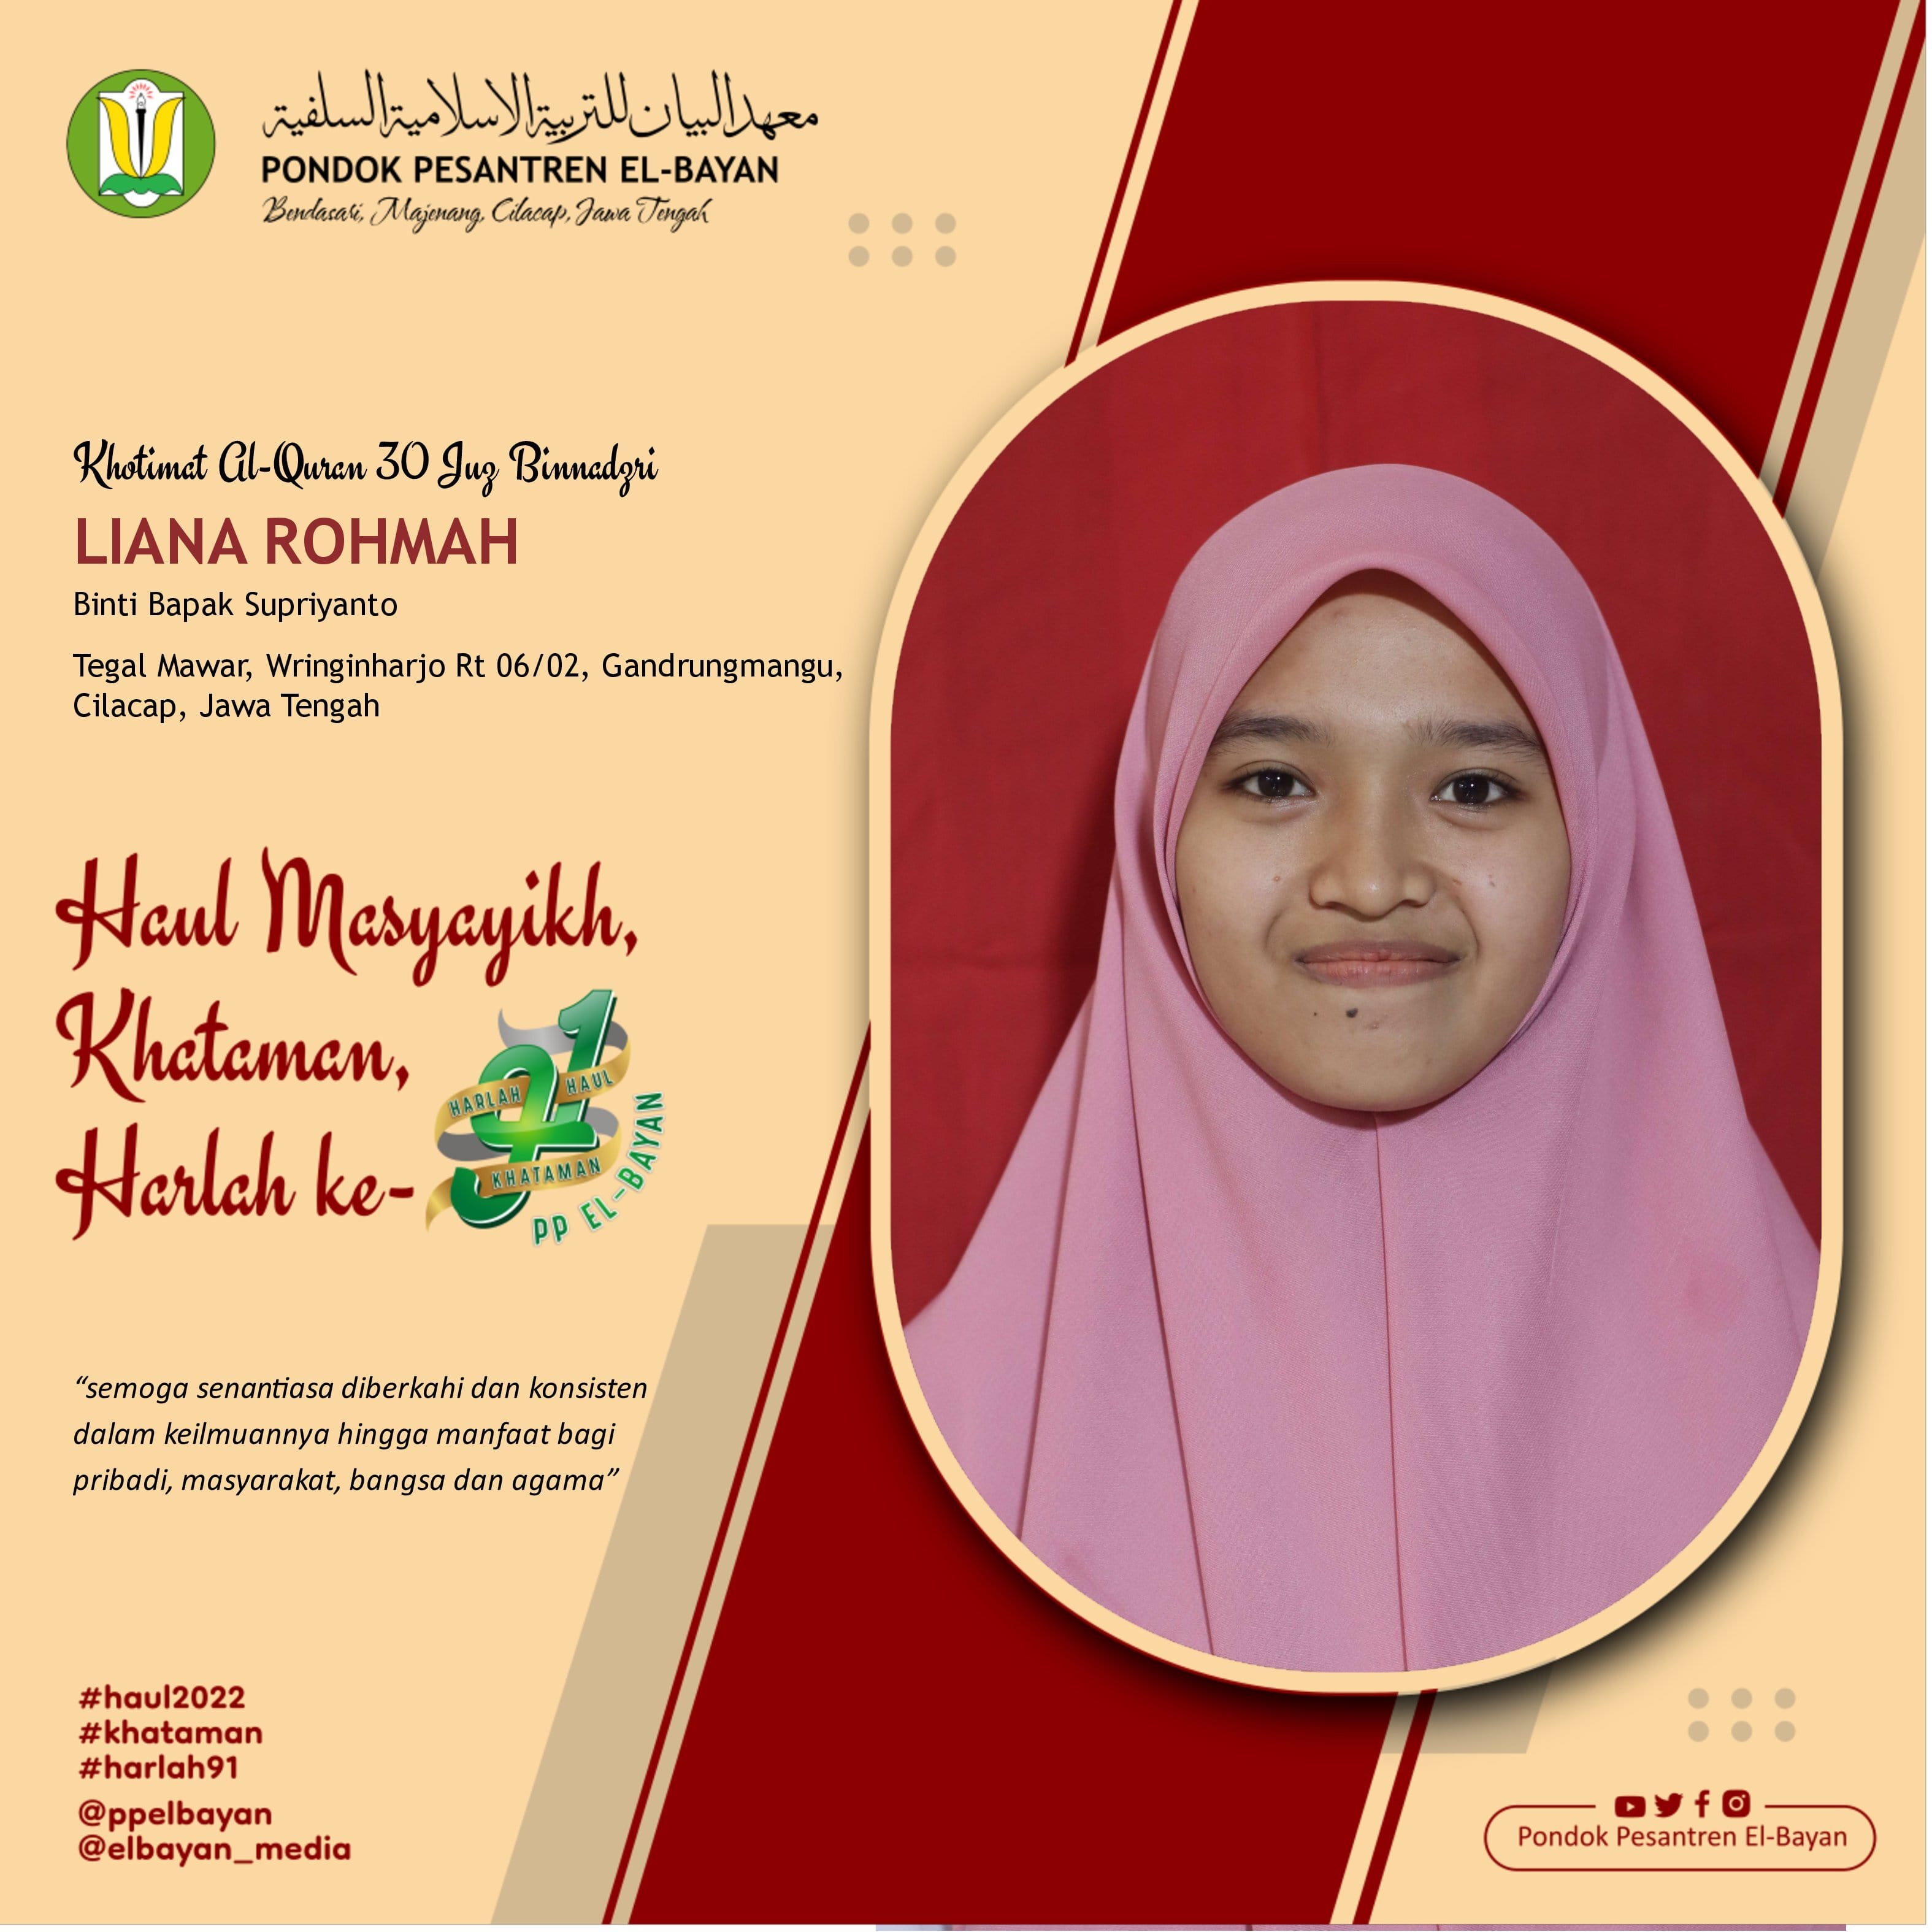 معهد البيان للتربية الاسلامية السلفية
PONDOK PESANTREN EL-BAYAN
Bendasari, Majenang, Cilacap, Jawa Tengah
Khotimat Al-Quran 30 Juz Binnadzri
LIANA ROHMAH
Binti Bapak Supriyanto
Tegal Mawar, Wringinharjo Rt 06/02, Gandrungmangu,
Cilacap, Jawa Tengah
Haul Masyayikh,
Khataman,
Harlah ke-
91
HARLAH HAUL
KHATAMAN
PP EL-BAYAN
“semoga senantiasa diberkahi dan konsisten
dalam keilmuannya hingga manfaat bagi
pribadi, masyarakat, bangsa dan agama”
#haul2022
#khataman
#harlah91
@ppelbayan
@elbayan_media
Pondok Pesantren El-Bayan